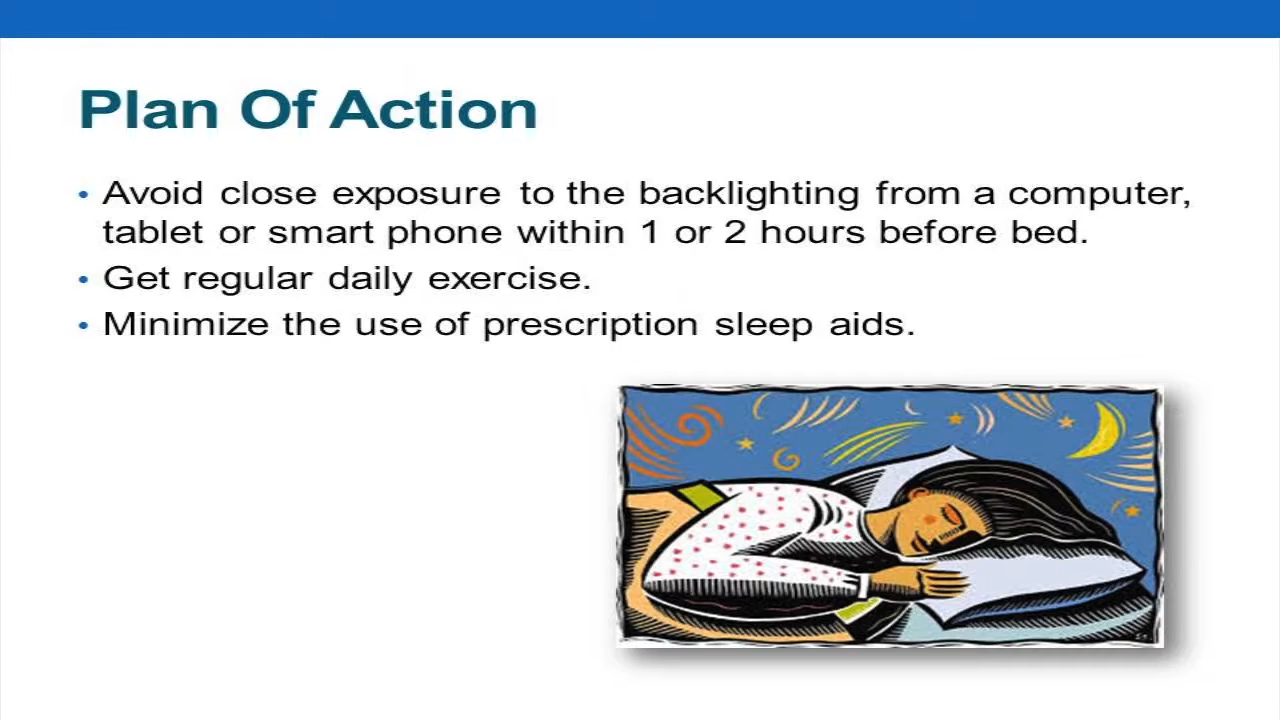 Plan Of Action
• Avoid close exposure to the backlighting from a computer,
tablet or smart phone within 1 or 2 hours before bed.
• Get regular daily exercise.
• Minimize the use of prescription sleep aids.